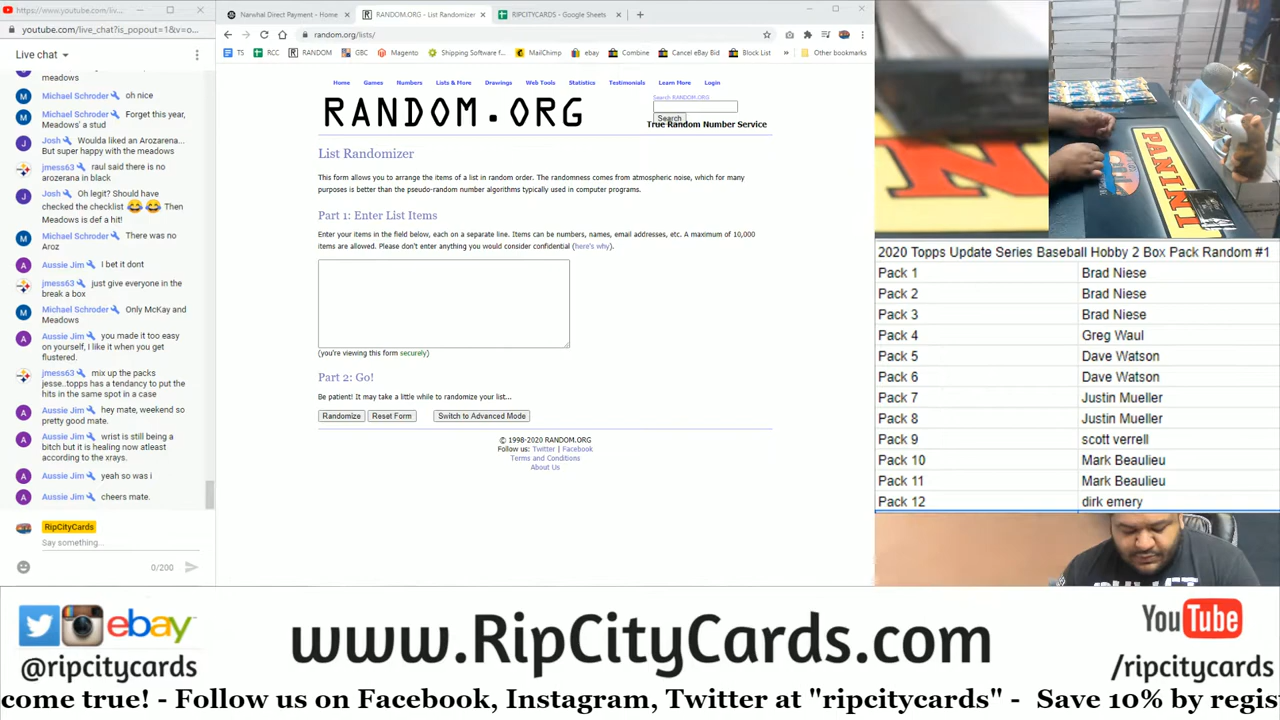 https://www.youtube.com/liv...
youtube.com/live_chat?is_popout=1&v=o...
Live chat
meadows
Michael Schroder oh nice
Michael Schroder Forget this year, Meadows' a stud
Josh Woulda liked an Arozarena...
But super happy with the
meadows
jmess63 raul said there is no
arozerana in black
Josh Oh legit? Should have
checked the checklist 😂😂 Then
Meadows is def a hit!
Michael Schroder There was no
Aroz
Aussie Jim I bet it dont
jmess63 just give everyone in the
break a box
Michael Schroder Only McKay and
Meadows
Aussie Jim you made it too easy
on yourself, I like it when you get
flustered.
jmess63 mix up the packs
jesse..topps has a tendancy to put the
hits in the same spot in a case
Aussie Jim hey mate, weekend so
pretty good mate.
Aussie Jim wrist is still being a
bitch but it is healing now atleast
according to the xrays.
Aussie Jim yeah so was i
Aussie Jim cheers mate.
RipCityCards
Say something...
0/200
Narwhal Direct Payment - Home
RANDOM.ORG - List Randomizer
RIPCITYCARDS - Google Sheets
random.org/lists/
TS RCC RANDOM GBC Magento Shipping Software f... MailChimp ebay Combine Cancel eBay Bid Block List » Other bookmarks
Home Games Numbers Lists & More Drawings Web Tools Statistics Testimonials Learn More Login
RANDOM.ORG
Search RANDOM.ORG
Search
True Random Number Service
List Randomizer
This form allows you to arrange the items of a list in random order. The randomness comes from atmospheric noise, which for many
purposes is better than the pseudo-random number algorithms typically used in computer programs.
Part 1: Enter List Items
Enter your items in the field below, each on a separate line. Items can be numbers, names, email addresses, etc. A maximum of 10,000
items are allowed. Please don't enter anything you would consider confidential (here's why).
(you're viewing this form securely)
Part 2: Go!
Be patient! It may take a little while to randomize your list...
Randomize Reset Form Switch to Advanced Mode
© 1998-2020 RANDOM.ORG
Follow us: Twitter | Facebook
Terms and Conditions
About Us
PANINI
2020 Topps Update Series Baseball Hobby 2 Box Pack Random #1
Pack 1 Brad Niese
Pack 2 Brad Niese
Pack 3 Brad Niese
Pack 4 Greg Waul
Pack 5 Dave Watson
Pack 6 Dave Watson
Pack 7 Justin Mueller
Pack 8 Justin Mueller
Pack 9 scott verrell
Pack 10 Mark Beaulieu
Pack 11 Mark Beaulieu
Pack 12 dirk emery
ebay
@ripcitycards
www.RipCityCards.com
YouTube
/ripcitycards
come true! - Follow us on Facebook, Instagram, Twitter at "ripcitycards" - Save 10% by regis